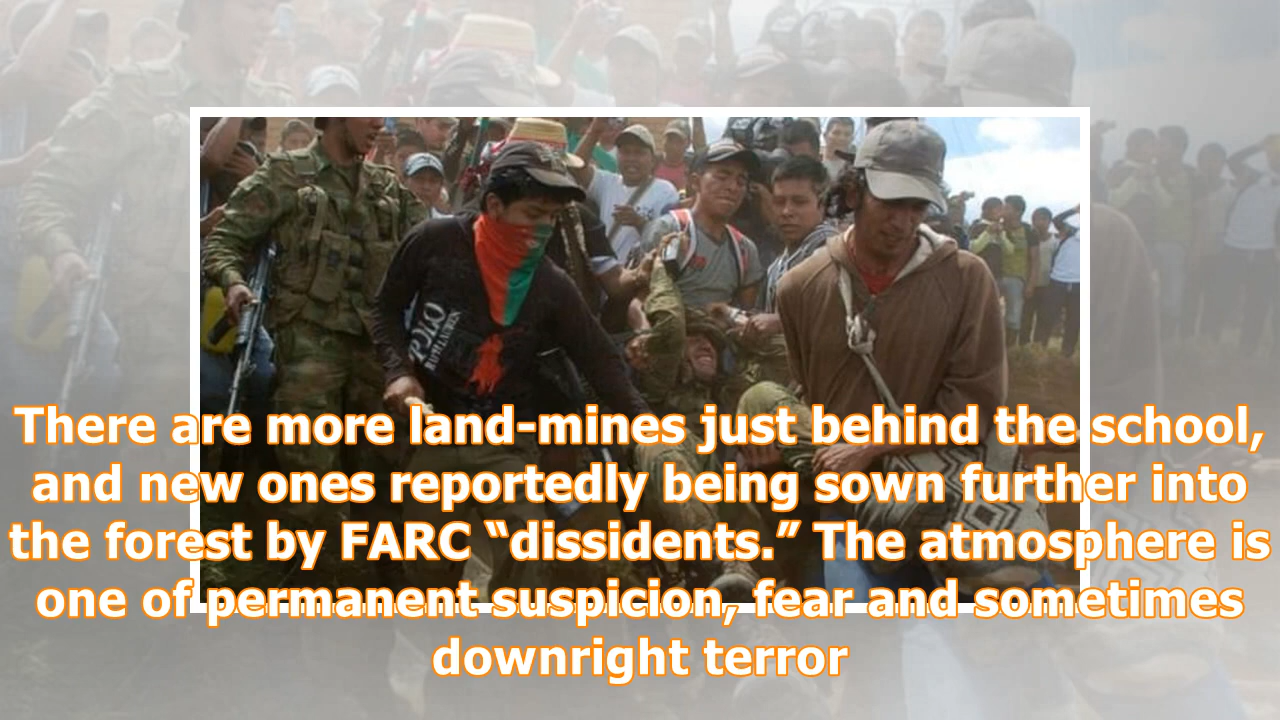 POLO
There are more land-mines just behind the school,
and new ones reportedly being sown further into
the forest by FARC “dissidents.” The atmosphere is
one of permanent suspicion, fear and sometimes
downright terror